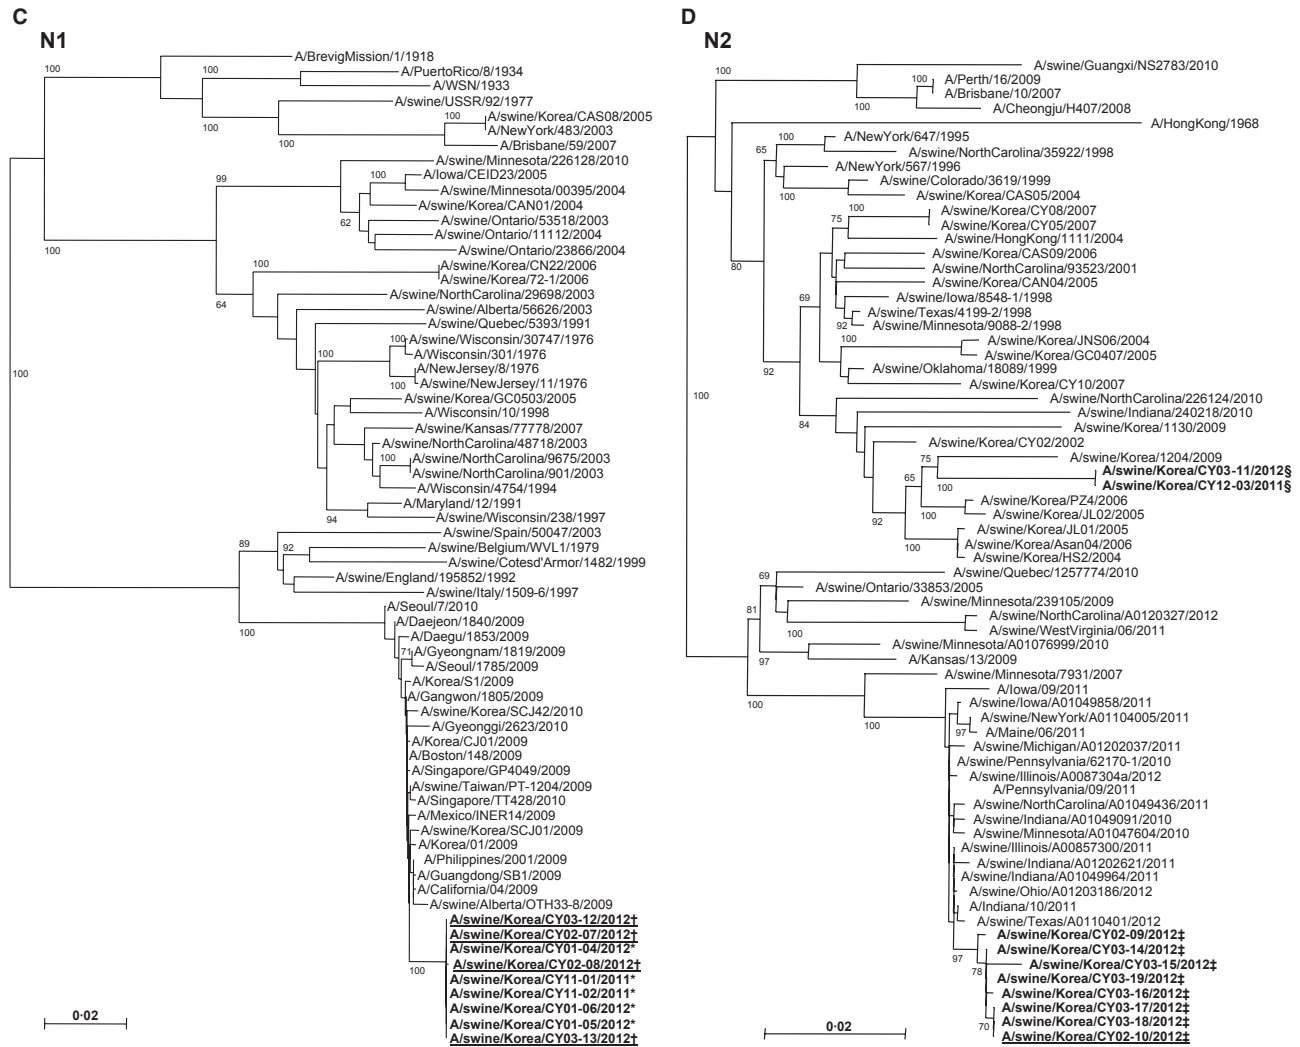 C
N1
A/BrevigMission/1/1918
100
100
A/PuertoRico/8/1934
A/WSN/1933
A/swine/USSR/92/1977
100
100
A/swine/Korea/CAS08/2005
A/NewYork/483/2003
100
A/Brisbane/59/2007
A/swine/Minnesota/226128/2010
99
100
A/Iowa/CEID23/2005
A/swine/Minnesota/00395/2004
A/swine/Korea/CAN01/2004
62
A/swine/Ontario/53518/2003
A/swine/Ontario/11112/2004
100
A/swine/Ontario/23866/2004
100
A/swine/Korea/CN22/2006
A/swine/Korea/72-1/2006
64
A/swine/NorthCarolina/29698/2003
A/swine/Alberta/56626/2003
A/swine/Quebec/5393/1991
100
A/swine/Wisconsin/30747/1976
100
A/Wisconsin/301/1976
100
A/NewJersey/8/1976
100
A/swine/NewJersey/11/1976
A/swine/Korea/GC0503/2005
A/Wisconsin/10/1998
A/swine/Kansas/77778/2007
A/swine/NorthCarolina/48718/2003
100
A/swine/NorthCarolina/9675/2003
A/swine/NorthCarolina/901/2003
A/swine/Wisconsin/4754/1994
A/Maryland/12/1991
94
A/swine/Wisconsin/238/1997
A/swine/Spain/50047/2003
89
92
A/swine/Belgium/WVL1/1979
A/swine/Cotesd'Armor/1482/1999
A/swine/England/195852/1992
A/swine/Italy/1509-6/1997
A/Seoul/7/2010
100
A/Daejeon/1840/2009
A/Daegu/1853/2009
71
A/Gyeongnam/1819/2009
A/Seoul/1785/2009
A/Korea/S1/2009
A/Gangwon/1805/2009
A/swine/Korea/SCJ42/2010
A/Gyeonggi/2623/2010
A/Korea/CJ01/2009
A/Boston/148/2009
A/Singapore/GP4049/2009
A/swine/Taiwan/PT-1204/2009
A/Singapore/TT428/2010
A/Mexico/INER14/2009
A/swine/Korea/SCJ01/2009
A/Korea/01/2009
A/Philippines/2001/2009
A/Guangdong/SB1/2009
A/California/04/2009
A/swine/Alberta/OTH33-8/2009
A/swine/Korea/CY03-12/2012†
A/swine/Korea/CY02-07/2012†
A/swine/Korea/CY01-04/2012*
100
A/swine/Korea/CY02-08/2012†
A/swine/Korea/CY11-01/2011*
A/swine/Korea/CY11-02/2011*
A/swine/Korea/CY01-06/2012*
A/swine/Korea/CY01-05/2012*
A/swine/Korea/CY03-13/2012†
0·02
D
N2
A/swine/Guangxi/NS2783/2010
100
100
A/Perth/16/2009
A/Brisbane/10/2007
100
A/Cheongju/H407/2008
A/HongKong/1968
100
A/NewYork/647/1995
65
A/swine/NorthCarolina/35922/1998
A/NewYork/567/1996
A/swine/Colorado/3619/1999
100
A/swine/Korea/CAS05/2004
100
A/swine/Korea/CY08/2007
75
A/swine/Korea/CY05/2007
A/swine/HongKong/1111/2004
A/swine/Korea/CAS09/2006
80
A/swine/NorthCarolina/93523/2001
A/swine/Korea/CAN04/2005
69
A/swine/Iowa/8548-1/1998
A/swine/Texas/4199-2/1998
92
A/swine/Minnesota/9088-2/1998
100
A/swine/Korea/JNS06/2004
A/swine/Korea/GC0407/2005
92
A/swine/Oklahoma/18089/1999
A/swine/Korea/CY10/2007
100
A/swine/NorthCarolina/226124/2010
A/swine/Indiana/240218/2010
84
A/swine/Korea/1130/2009
A/swine/Korea/CY02/2002
75
A/swine/Korea/1204/2009
65
A/swine/Korea/CY03-11/2012§
100
A/swine/Korea/CY12-03/2011§
A/swine/Korea/PZ4/2006
100
A/swine/Korea/JL02/2005
92
A/swine/Korea/JL01/2005
100
A/swine/Korea/Asan04/2006
A/swine/Korea/HS2/2004
69
A/swine/Quebec/1257774/2010
A/swine/Ontario/33853/2005
81
A/swine/Minnesota/239105/2009
A/swine/NorthCarolina/A0120327/2012
100
A/swine/WestVirginia/06/2011
A/swine/Minnesota/A01076999/2010
97
A/Kansas/13/2009
A/swine/Minnesota/7931/2007
100
A/Iowa/09/2011
100
A/swine/Iowa/A01049858/2011
A/swine/NewYork/A01104005/2011
97
A/Maine/06/2011
A/swine/Michigan/A01202037/2011
A/swine/Pennsylvania/62170-1/2010
A/swine/Illinois/A0087304a/2012
A/Pennsylvania/09/2011
A/swine/NorthCarolina/A01049436/2011
A/swine/Indiana/A01049091/2010
A/swine/Minnesota/A01047604/2010
A/swine/Illinois/A00857300/2011
A/swine/Indiana/A01202621/2011
A/swine/Indiana/A01049964/2011
A/swine/Ohio/A01203186/2012
A/Indiana/10/2011
A/swine/Texas/A0110401/2012
A/swine/Korea/CY02-09/2012‡
A/swine/Korea/CY03-14/2012‡
97
A/swine/Korea/CY03-15/2012‡
78
A/swine/Korea/CY03-19/2012‡
A/swine/Korea/CY03-16/2012‡
A/swine/Korea/CY03-17/2012‡
A/swine/Korea/CY03-18/2012‡
70
A/swine/Korea/CY02-10/2012‡
0·02